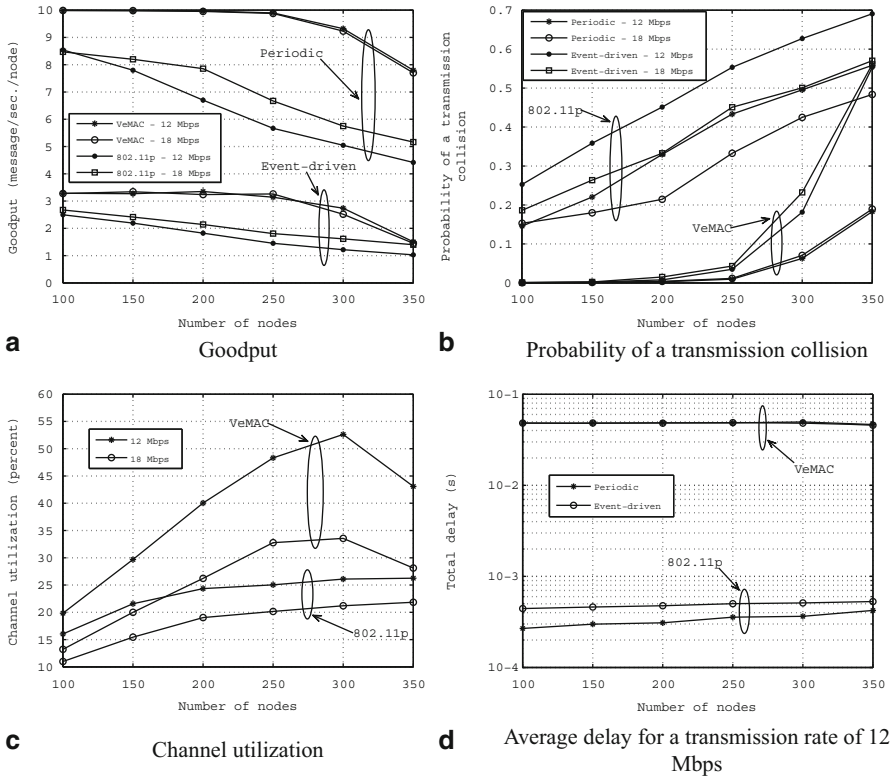 10
9
8
7
6
5
4
3
2
1
0
Goodput (message/sec./node)
Periodic
VeMAC - 12 Mbps
VeMAC - 18 Mbps
802.11p - 12 Mbps
802.11p - 18 Mbps
Event-driven
100 150 200 250 300 350
Number of nodes
a Goodput
0.7
0.6
0.5
0.4
0.3
0.2
0.1
0
Probability of a transmission
collision
Periodic - 12 Mbps
Periodic - 18 Mbps
Event-driven - 12 Mbps
Event-driven - 18 Mbps
802.11p
VeMAC
100 150 200 250 300 350
Number of nodes
b Probability of a transmission collision
60
55
50
45
40
35
30
25
20
15
10
Channel utilization (percent)
VeMAC
12 Mbps
18 Mbps
802.11p
100 150 200 250 300 350
Number of nodes
c Channel utilization
10-1
10-2
10-3
10-4
Total delay (s)
VeMAC
Periodic
Event-driven
802.11p
100 150 200 250 300 350
Number of nodes
d Average delay for a transmission rate of 12
Mbps